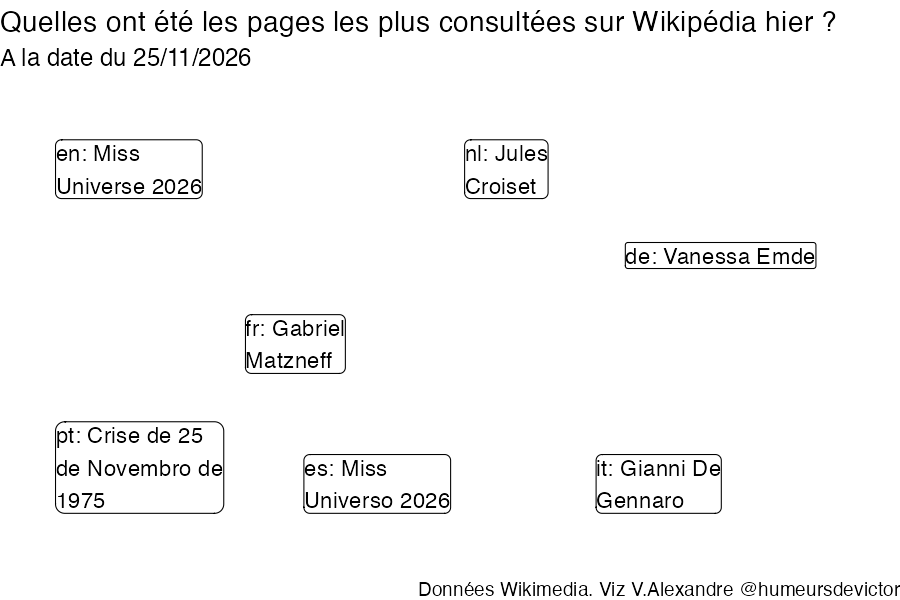 Quelles ont été les pages les plus consultées sur Wikipédia hier ?
A la date du 25/11/2026
en: Miss
Universe 2026
nl: Jules
Croiset
de: Vanessa Emde
fr: Gabriel
Matzneff
pt: Crise de 25
de Novembro de
1975
es: Miss
Universo 2026
it: Gianni De
Gennaro
Données Wikimedia. Viz V.Alexandre @humeursdevictor